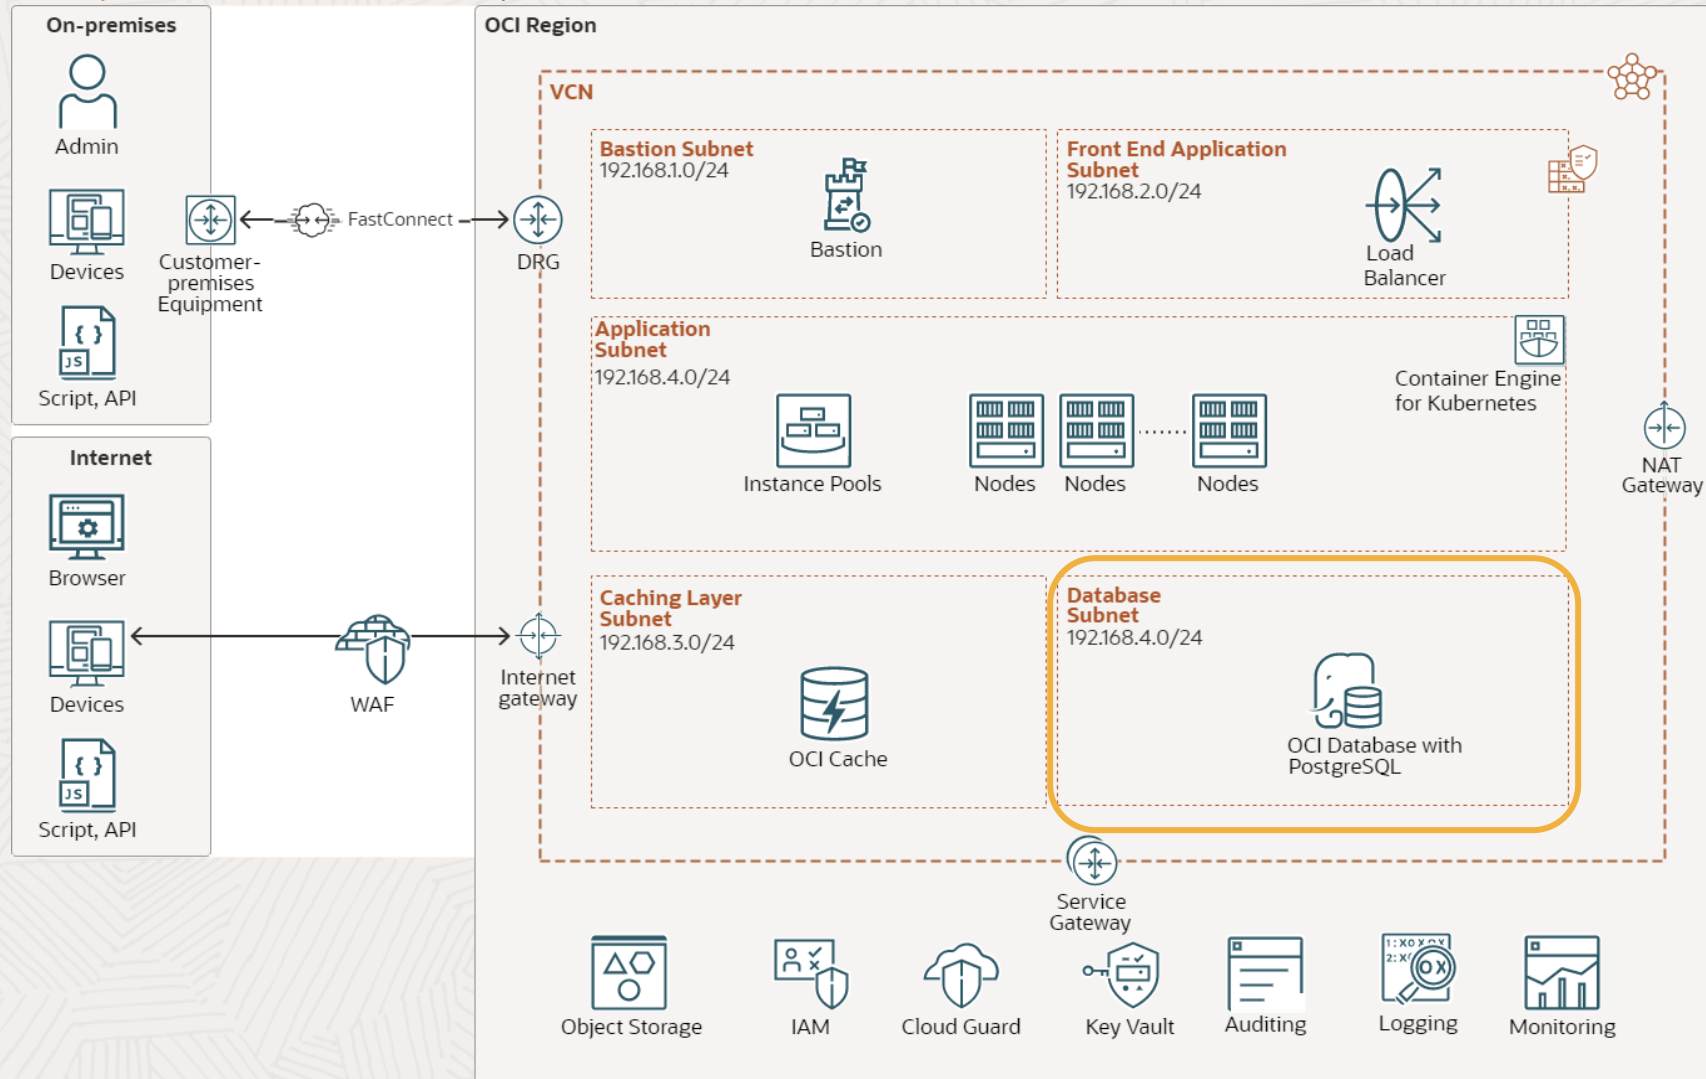 On-premises
Admin
Devices
Script, API
Customer-
premises
Equipment
FastConnect
Internet
Browser
Devices
Script, API
WAF
OCI Region
VCN
DRG
Bastion Subnet
192.168.1.0/24
Bastion
Front End Application
Subnet
192.168.2.0/24
Load
Balancer
Application
Subnet
192.168.4.0/24
Instance Pools
Nodes
Nodes
Nodes
Container Engine
for Kubernetes
NAT
Gateway
Internet
gateway
Caching Layer
Subnet
192.168.3.0/24
OCI Cache
Database
Subnet
192.168.4.0/24
OCI Database with
PostgreSQL
Service
Gateway
Object Storage
IAM
Cloud Guard
Key Vault
Auditing
Logging
Monitoring